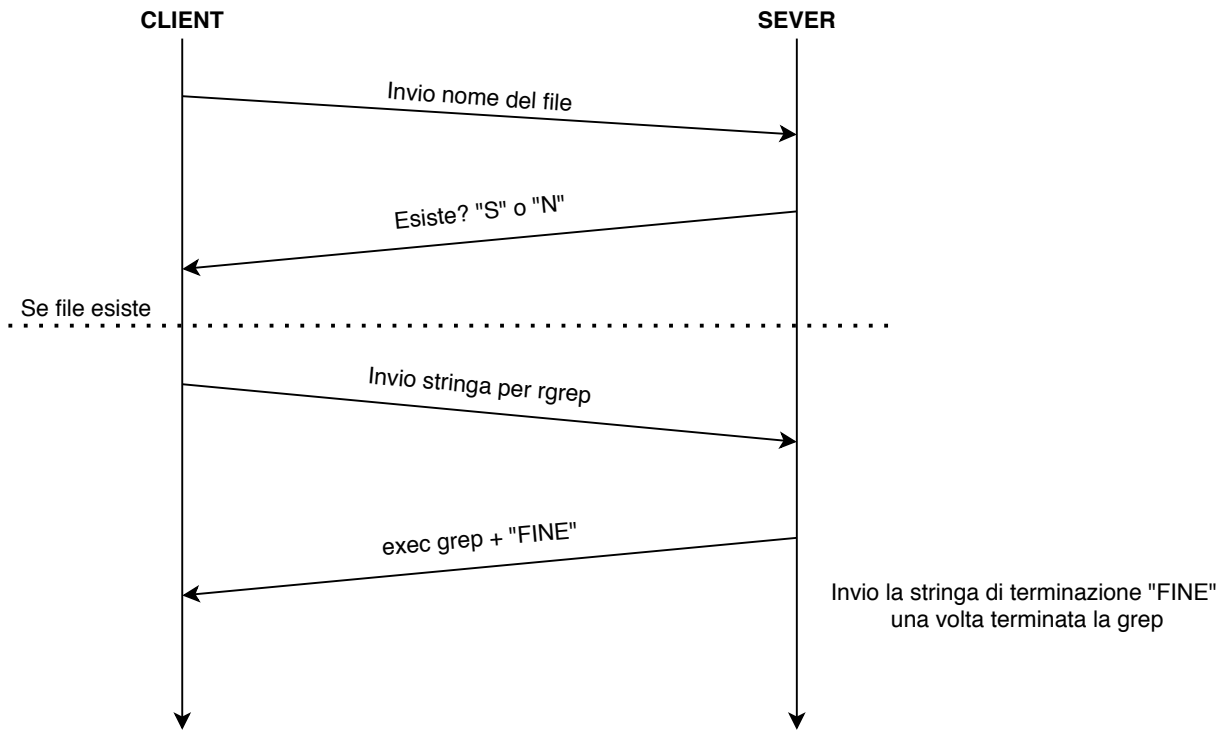 CLIENT
SEVER
Invio nome del file
Esiste? "S" o "N"
Se file esiste
Invio stringa per rgrep
exec grep + "FINE"
Invio la stringa di terminazione "FINE"
una volta terminata la grep